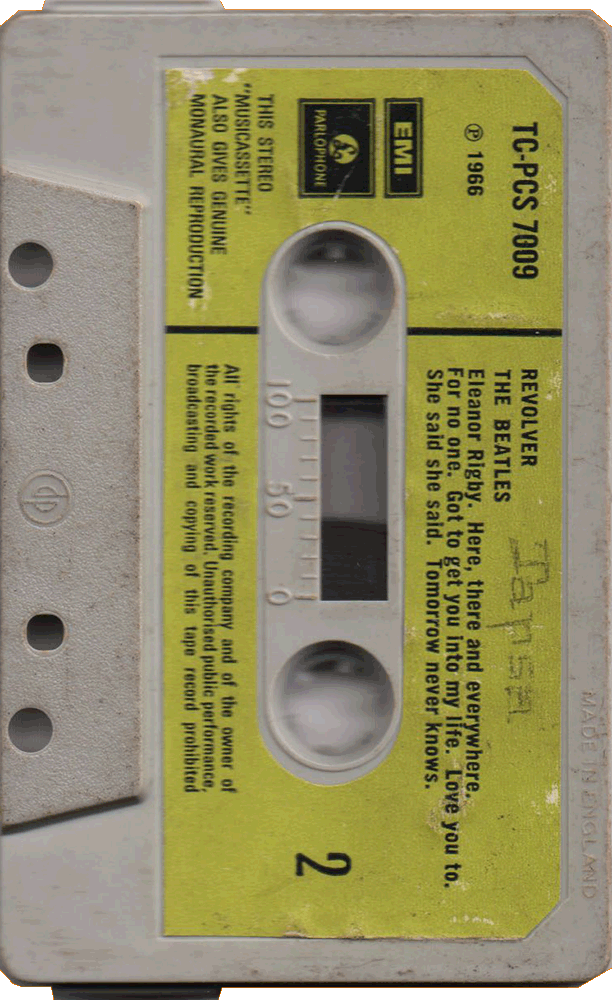 TC-PCS 7009
℗ 1966
EMI
PARLOPHONE
THIS STEREO
"MUSICASSETTE"
ALSO GIVES GENUINE
MONAURAL REPRODUCTION
REVOLVER
THE BEATLES
Eleanor Rigby. Here, there and everywhere.
For no one. Got to get you into my life. Love you to.
She said she said. Tomorrow never knows.
100 50 0
2
All rights of the recording company and of the owner of
the recorded work reserved. Unauthorised public performance,
broadcasting and copying of this tape record prohibited
MADE IN ENGLAND